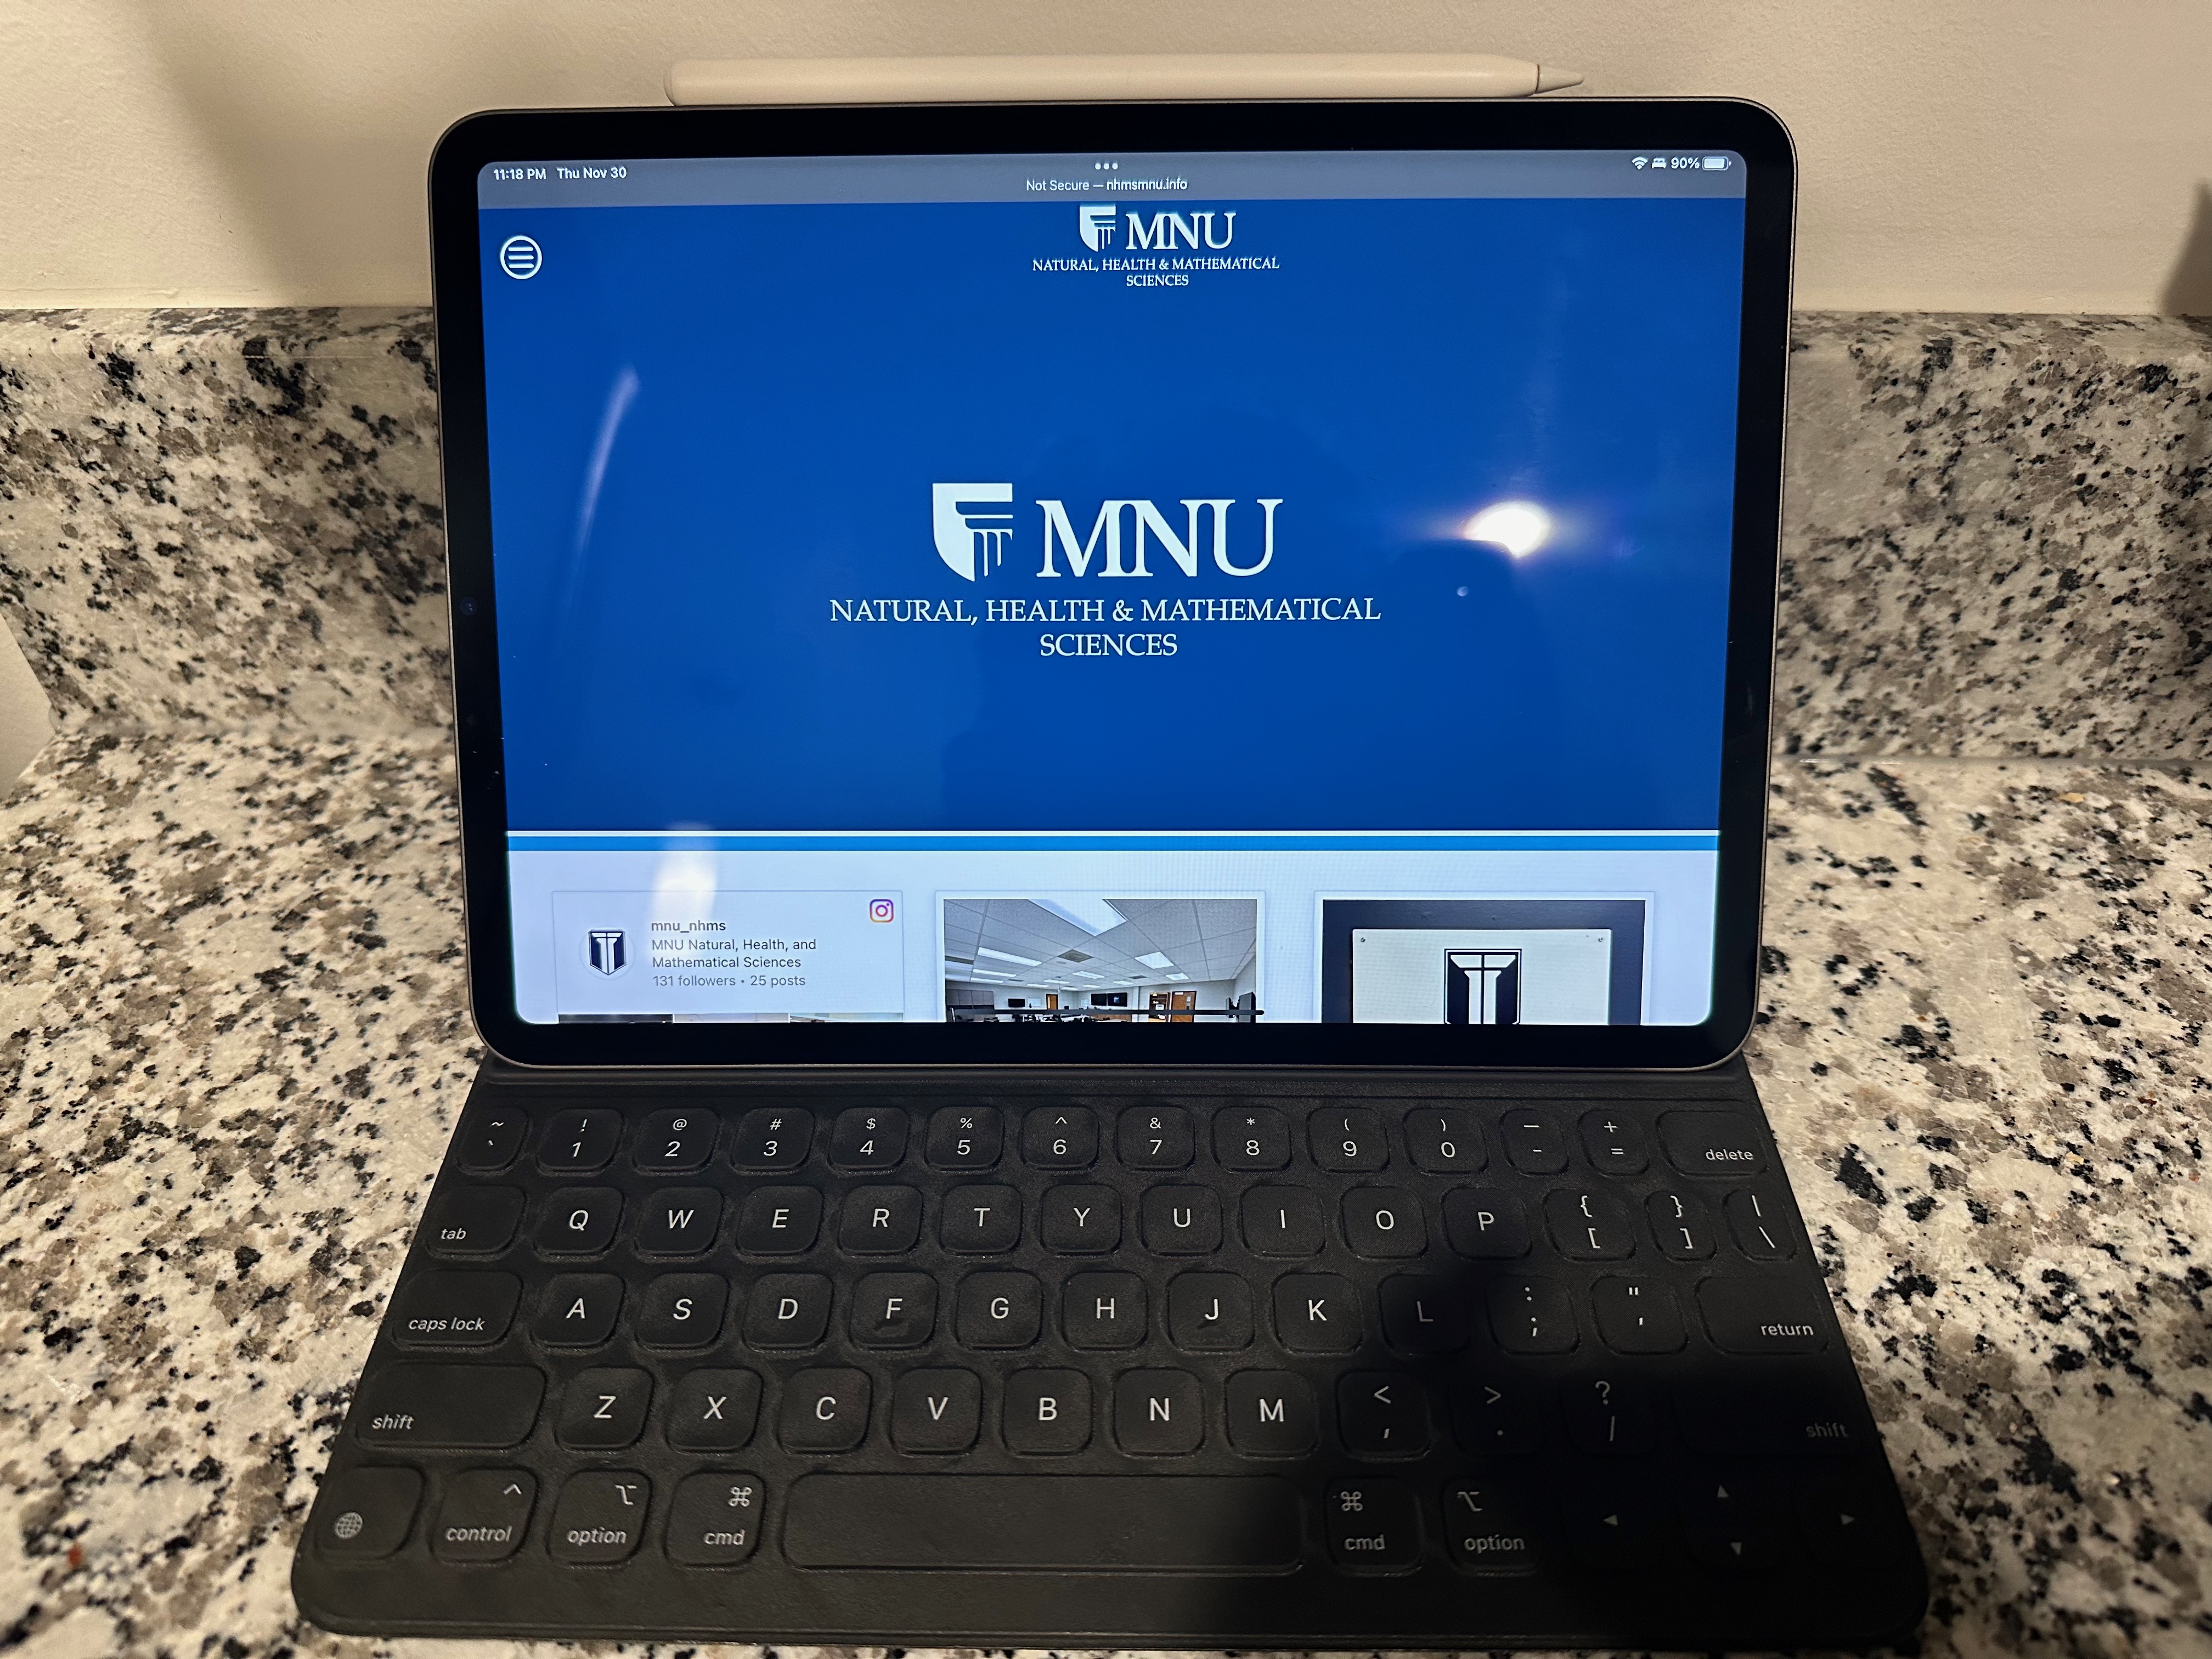 11:18 PM Thu Nov 30
Not Secure — nhmsmnu.info
90%
MNU
NATURAL, HEALTH & MATHEMATICAL
SCIENCES
MNU
NATURAL, HEALTH & MATHEMATICAL
SCIENCES
mnu_nhms
MNU Natural, Health, and
Mathematical Sciences
131 followers • 25 posts
~ ! @ # $ % ^ & * ( ) — +
` 1 2 3 4 5 6 7 8 9 0 - = delete
tab Q W E R T Y U I O P { [ } ] | \
caps lock A S D F G H J K L : ; " ' return
shift Z X C V B N M < , > . ? / shift
^ control ⌥ option ⌘ cmd ⌘ cmd ⌥ option ◀ ▲ ▼ ▶